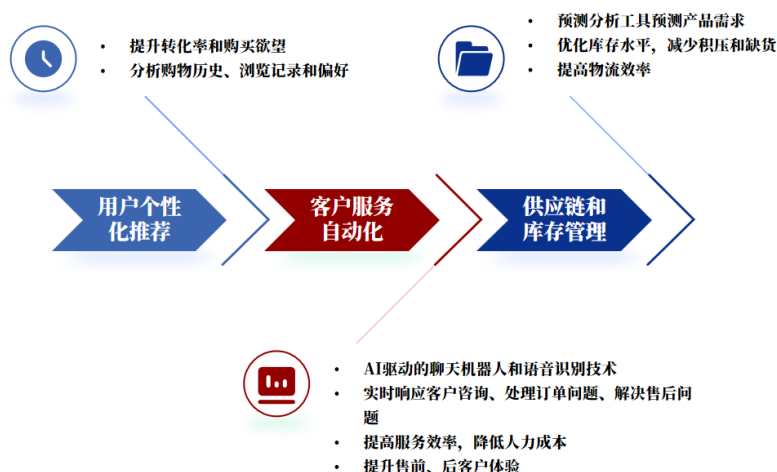 • 提升转化率和购买欲望
• 分析购物历史、浏览记录和偏好
• 预测分析工具预测产品需求
• 优化库存水平，减少积压和缺货
• 提高物流效率
用户个性
化推荐
客户服务
自动化
供应链和
库存管理
• AI驱动的聊天机器人和语音识别技术
• 实时响应客户咨询、处理订单问题、解决售后问
题
• 提高服务效率，降低人力成本
• 提升售前、后客户体验